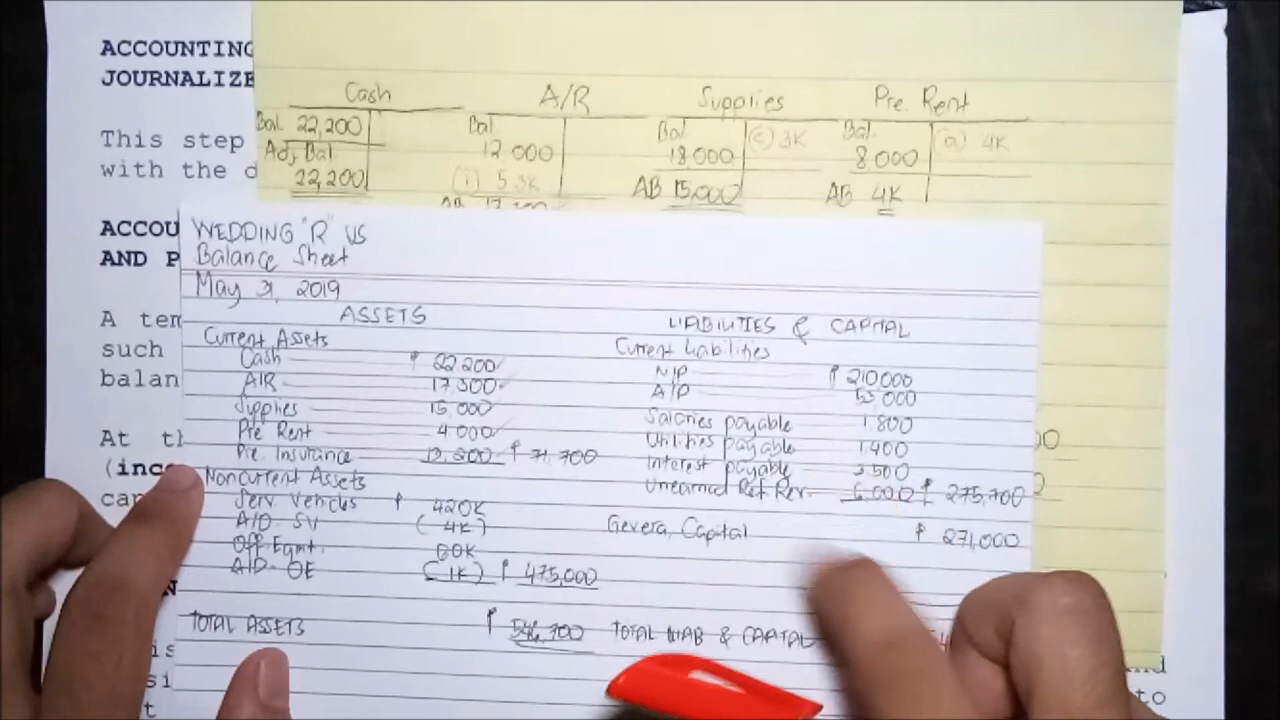 ACCOUNTING
JOURNALIZE
This step
with the d
ACCOU
AND P
A tem
such
balan
At th
(inco
cap
Cash
A/R
Supplies
Pre. Rent
Bal 22,200
Adj Bal
22,200
Bal
12,000
(i) 5.3K
Bal
18,000
(c) 3K
AB 15,000
Bal
8,000
(a) 4K
AB 4K
WEDDING "R" US
Balance Sheet
May 31, 2019
ASSETS
Current Assets
Cash ₱ 22,200
A/R 17,300
Supplies 15,000
Pre Rent 4,000
Pre. Insurance ₱ 71,700
Noncurrent Assets
Serv Vehicles ₱ 420K
A/D-SV (4K)
Off Eqmt. 60K
A/D-OE (1K) ₱ 475,000
TOTAL ASSETS ₱ 546,700
LIABILITIES & CAPITAL
Current Liabilities
N/P ₱ 210,000
A/P 53,000
Salaries payable 1,800
Utilities payable 1,400
Interest payable 3,500
Unearned Ref. Rev. 6,000 ₱ 275,700
Gevera, Capital ₱ 271,000
TOTAL LIAB & CAPITAL